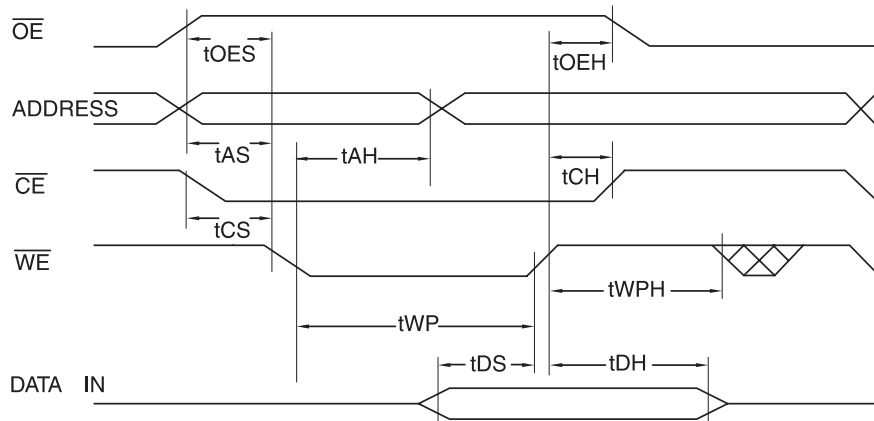 OE
tOES
tOEH
ADDRESS
tAS
tAH
tCH
CE
tCS
WE
tWPH
tWP
tDS
tDH
DATA IN